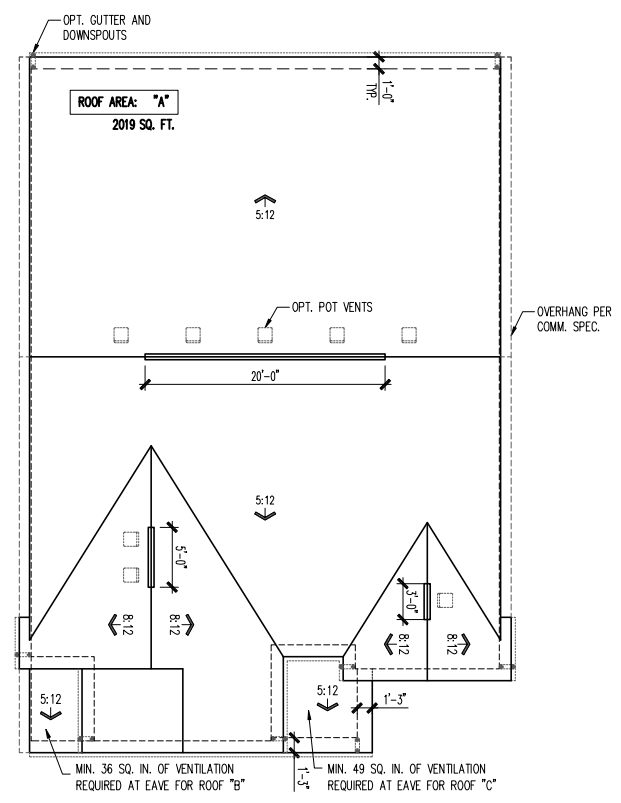 OPT. GUTTER AND
DOWNSPOUTS
ROOF AREA: "A"
2019 SQ. FT.
1'-0"
TYP.
5:12
OPT. POT VENTS
OVERHANG PER
COMM. SPEC.
20'-0"
5:12
5'-0"
3'-0"
8:12
8:12
8:12
8:12
5:12
5:12
1'-3"
1'-3"
MIN. 36 SQ. IN. OF VENTILATION
REQUIRED AT EAVE FOR ROOF "B"
MIN. 49 SQ. IN. OF VENTILATION
REQUIRED AT EAVE FOR ROOF "C"